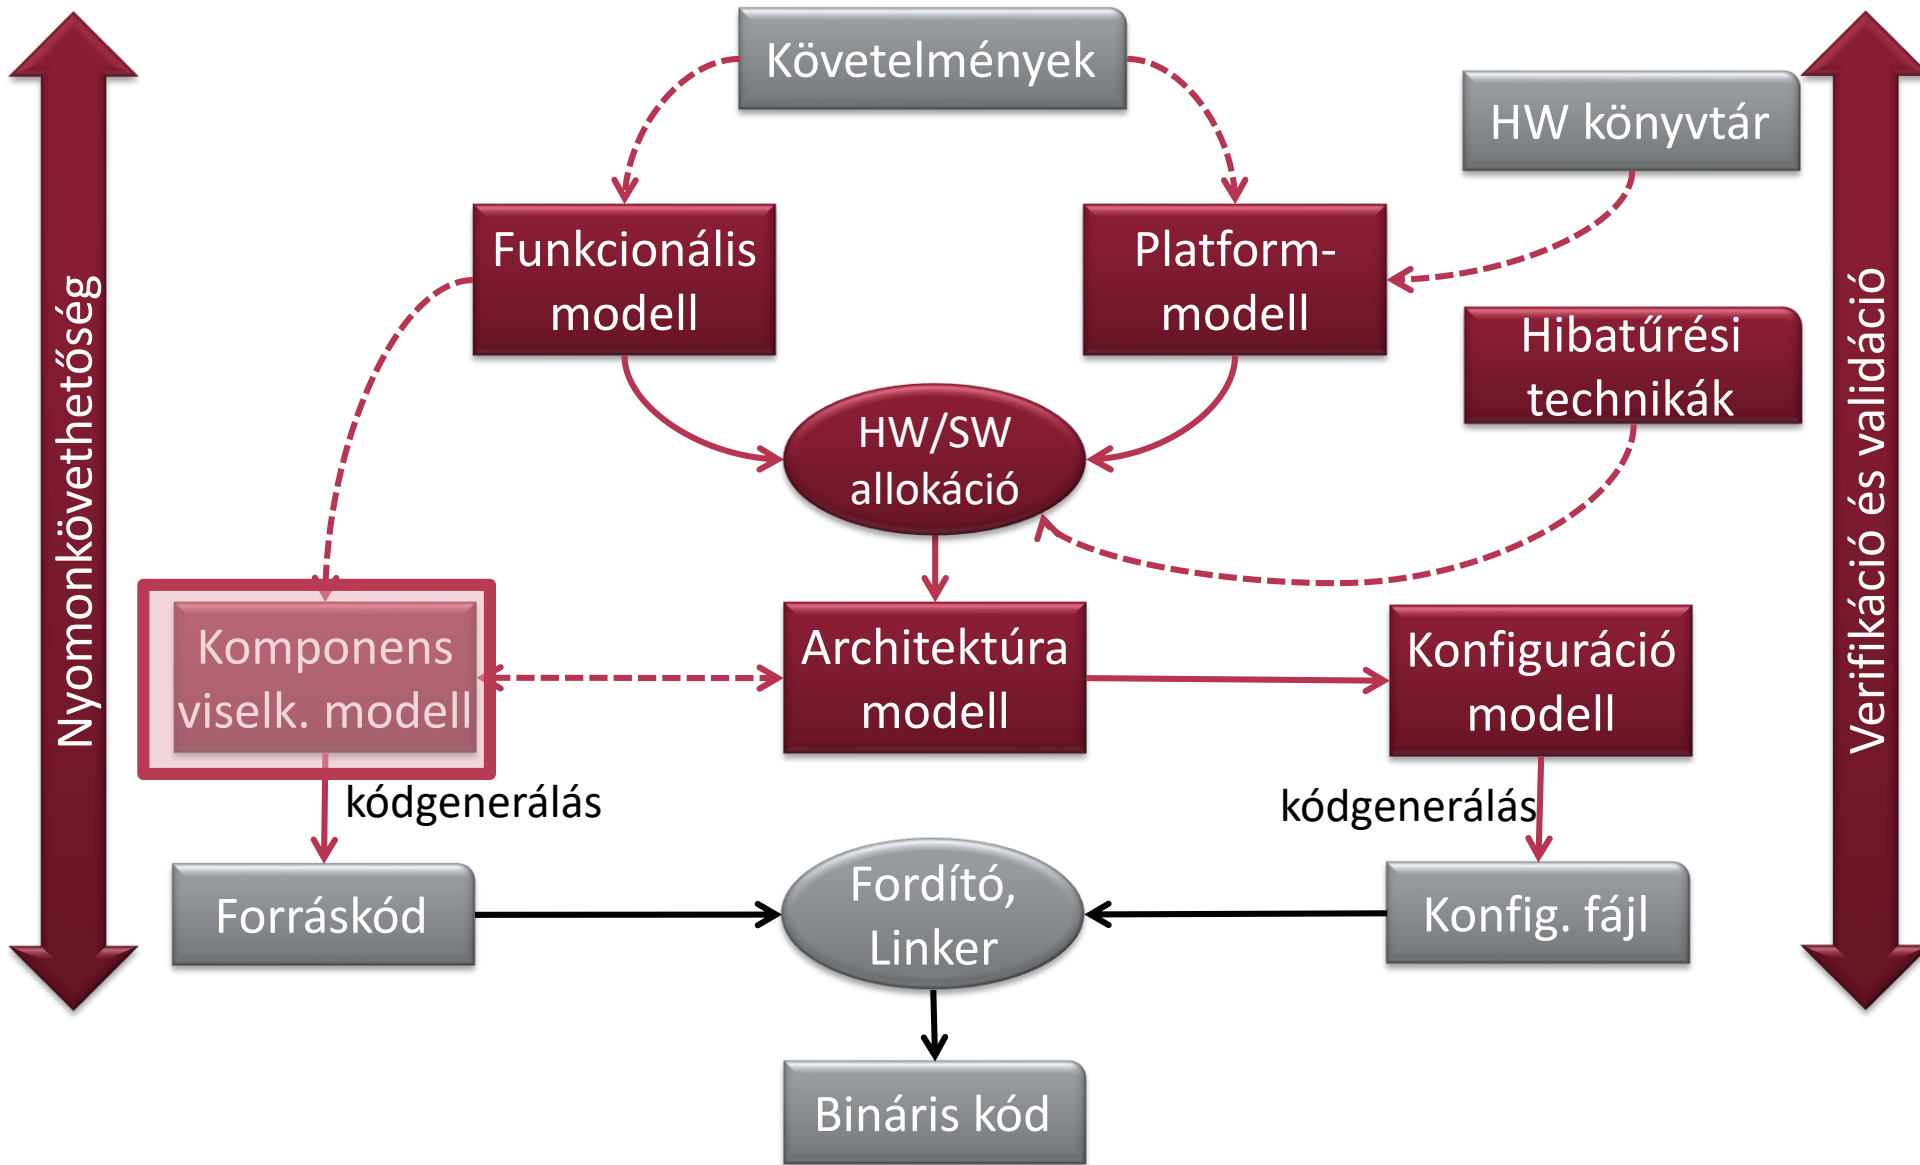 Követelmények
HW könyvtár
Funkcionális
modell
Platform-
modell
Hibatűrési
technikák
HW/SW
allokáció
Nyomonkövethetőség
Verifikáció és validáció
Komponens
viselk. modell
Architektúra
modell
Konfiguráció
modell
kódgenerálás
kódgenerálás
Forráskód
Fordító,
Linker
Konfig. fájl
Bináris kód